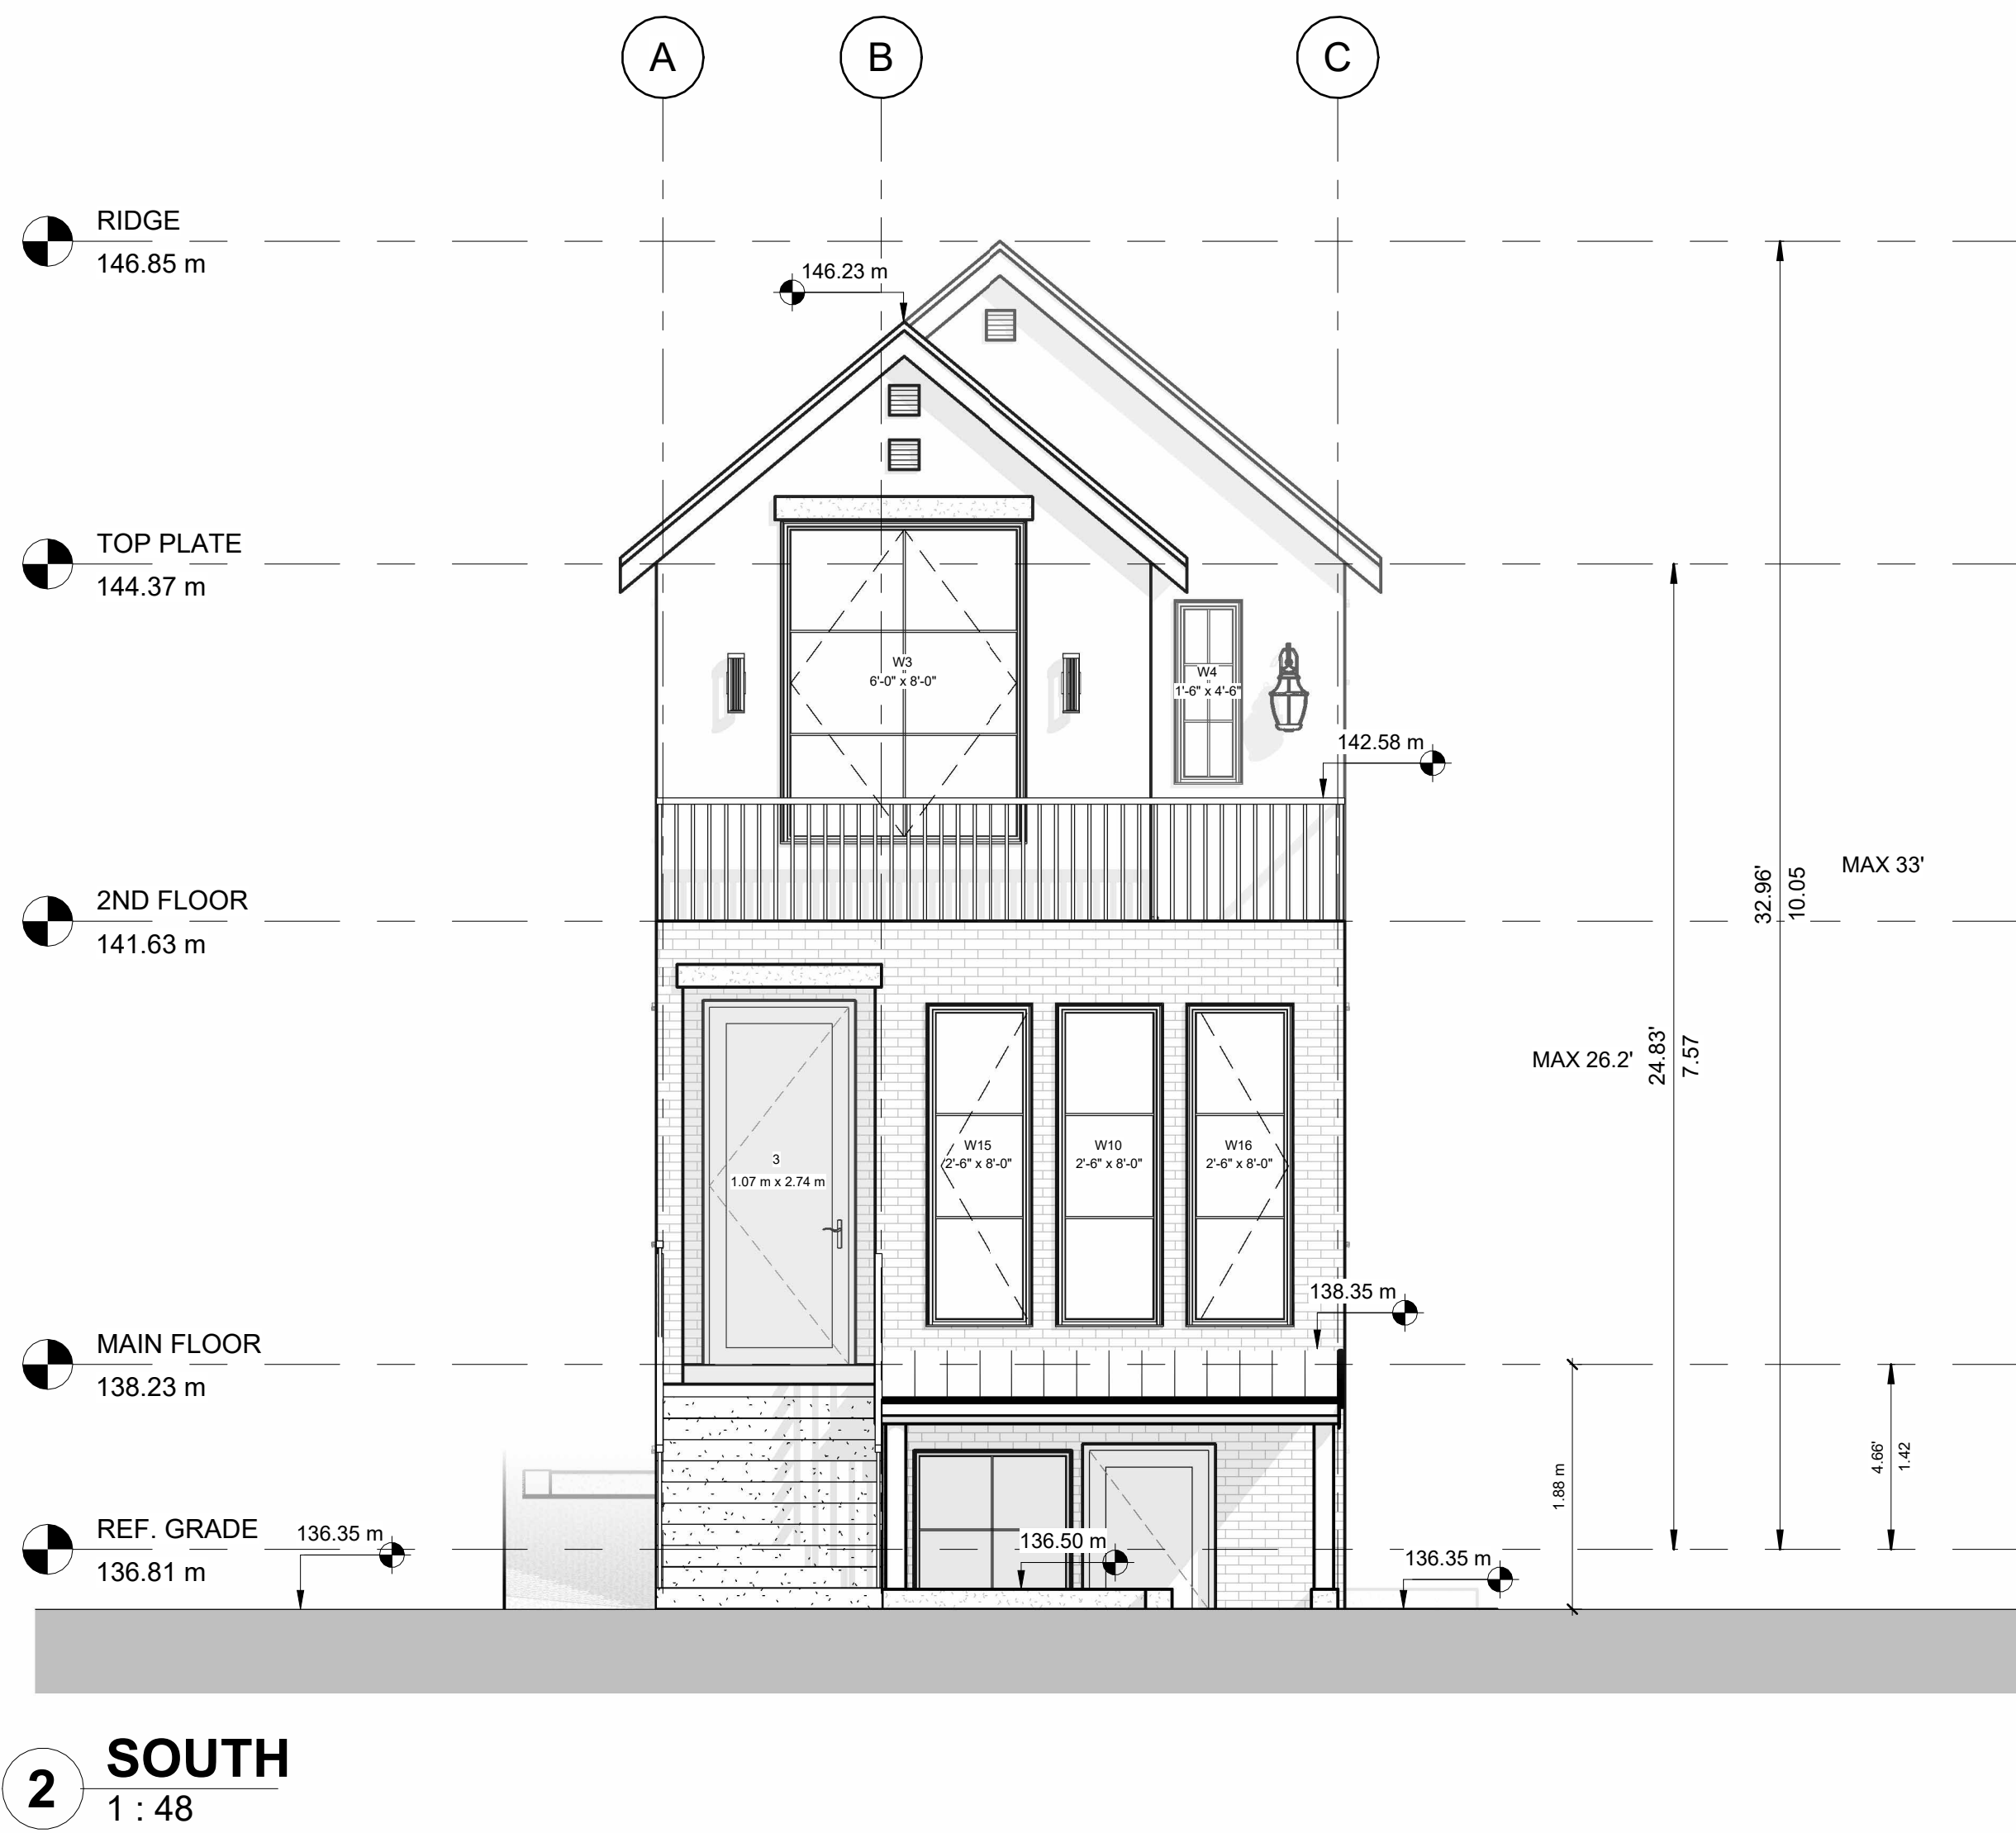 A
B
C
RIDGE
146.85 m
146.23 m
TOP PLATE
144.37 m
W3
6'-0" x 8'-0"
W4
1'-6" x 4'-6"
142.58 m
2ND FLOOR
141.63 m
32.96'
10.05
MAX 33'
MAX 26.2'
24.83'
7.57
3
1.07 m x 2.74 m
W15
2'-6" x 8'-0"
W10
2'-6" x 8'-0"
W16
2'-6" x 8'-0"
138.35 m
MAIN FLOOR
138.23 m
1.88 m
4.66'
1.42
REF. GRADE
136.81 m
136.35 m
136.50 m
136.35 m
2
SOUTH
1 : 48